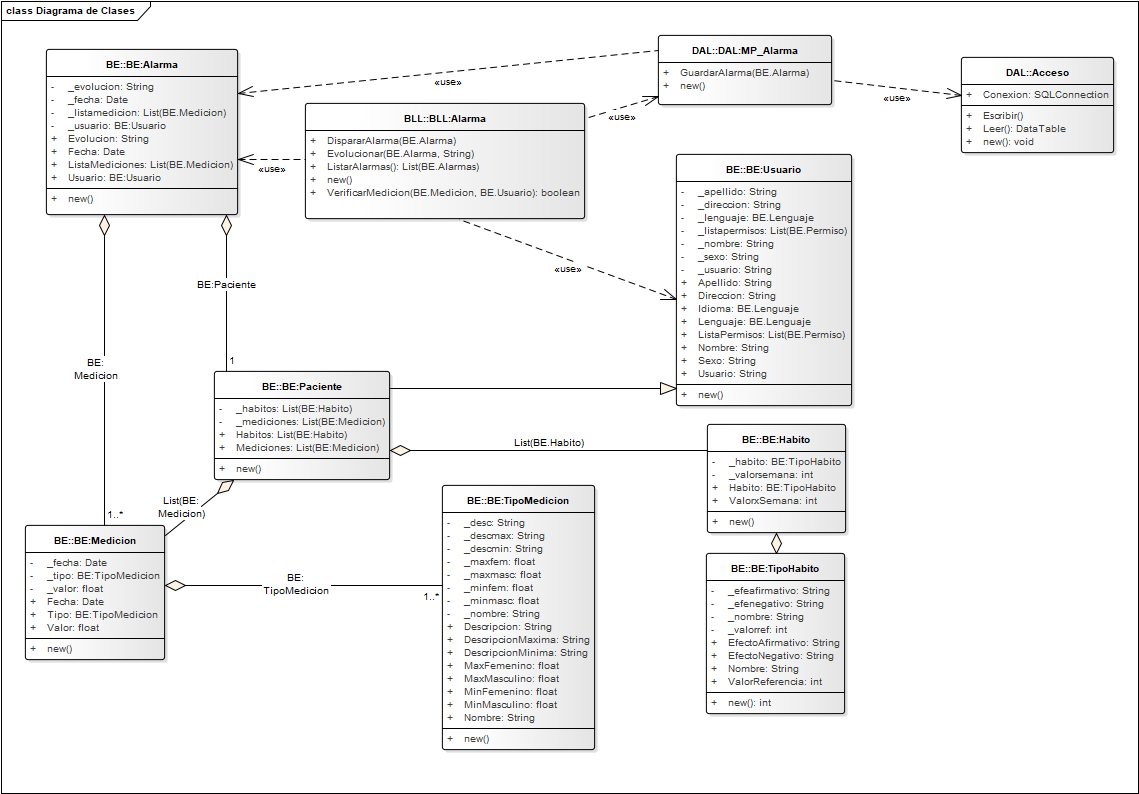 class Diagrama de Clases
BE::BE:Alarma
- _evolucion: String
- _fecha: Date
- _listamedicion: List(BE.Medicion)
- _usuario: BE:Usuario
+ Evolucion: String
+ Fecha: Date
+ ListaMediciones: List(BE.Medicion)
+ Usuario: BE:Usuario
+ new()
«use»
DAL::DAL:MP_Alarma
+ GuardarAlarma(BE.Alarma)
+ new()
«use»
DAL::Acceso
+ Conexion: SQLConnection
+ Escribir()
+ Leer(): DataTable
+ new(): void
BLL::BLL:Alarma
+ DispararAlarma(BE.Alarma)
+ Evolucionar(BE.Alarma, String)
+ ListarAlarmas(): List(BE.Alarmas)
+ new()
+ VerificarMedicion(BE.Medicion, BE.Usuario): boolean
«use»
«use»
«use»
BE::BE:Usuario
- _apellido: String
- _direccion: String
- _lenguaje: BE.Lenguaje
- _listapermisos: List(BE.Permiso)
- _nombre: String
- _sexo: String
- _usuario: String
+ Apellido: String
+ Direccion: String
+ Idioma: BE.Lenguaje
+ Lenguaje: BE.Lenguaje
+ ListaPermisos: List(BE.Permiso)
+ Nombre: String
+ Sexo: String
+ Usuario: String
+ new()
BE:Paciente
1
BE:
Medicion
1..*
BE::BE:Paciente
- _habitos: List(BE:Habito)
- _mediciones: List(BE:Medicion)
+ Habitos: List(BE:Habito)
+ Mediciones: List(BE:Medicion)
+ new()
List(BE.Habito)
BE::BE:Habito
- _habito: BE:TipoHabito
- _valorsemana: int
+ Habito: BE:TipoHabito
+ ValorxSemana: int
+ new()
List(BE:
Medicion)
BE::BE:Medicion
- _fecha: Date
- _tipo: BE:TipoMedicion
- _valor: float
+ Fecha: Date
+ Tipo: BE:TipoMedicion
+ Valor: float
+ new()
BE:
TipoMedicion
1..*
BE::BE:TipoMedicion
- _desc: String
- _descmax: String
- _descmin: String
- _maxfem: float
- _maxmasc: float
- _minfem: float
- _minmasc: float
- _nombre: String
+ Descripcion: String
+ DescripcionMaxima: String
+ DescripcionMinima: String
+ MaxFemenino: float
+ MaxMasculino: float
+ MinFemenino: float
+ MinMasculino: float
+ Nombre: String
+ new()
BE::BE:TipoHabito
- _efeafirmativo: String
- _efenegativo: String
- _nombre: String
- _valorref: int
+ EfectoAfirmativo: String
+ EfectoNegativo: String
+ Nombre: String
+ ValorReferencia: int
+ new(): int